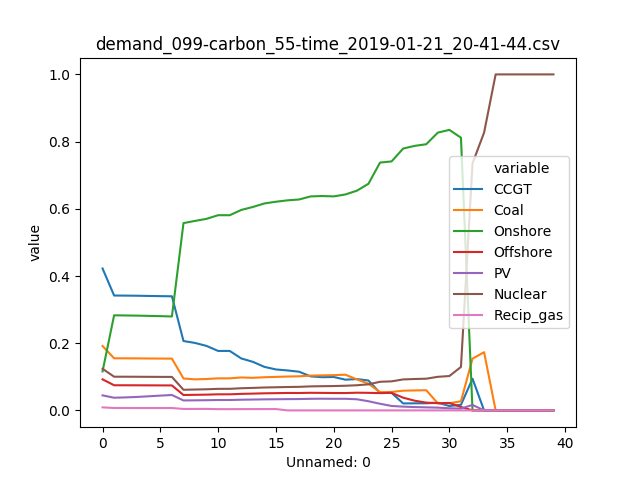 demand_099-carbon_55-time_2019-01-21_20-41-44.csv
1.0
0.8
0.6
0.4
0.2
0.0
value
variable
CCGT
Coal
Onshore
Offshore
PV
Nuclear
Recip_gas
0 5 10 15 20 25 30 35 40
Unnamed: 0